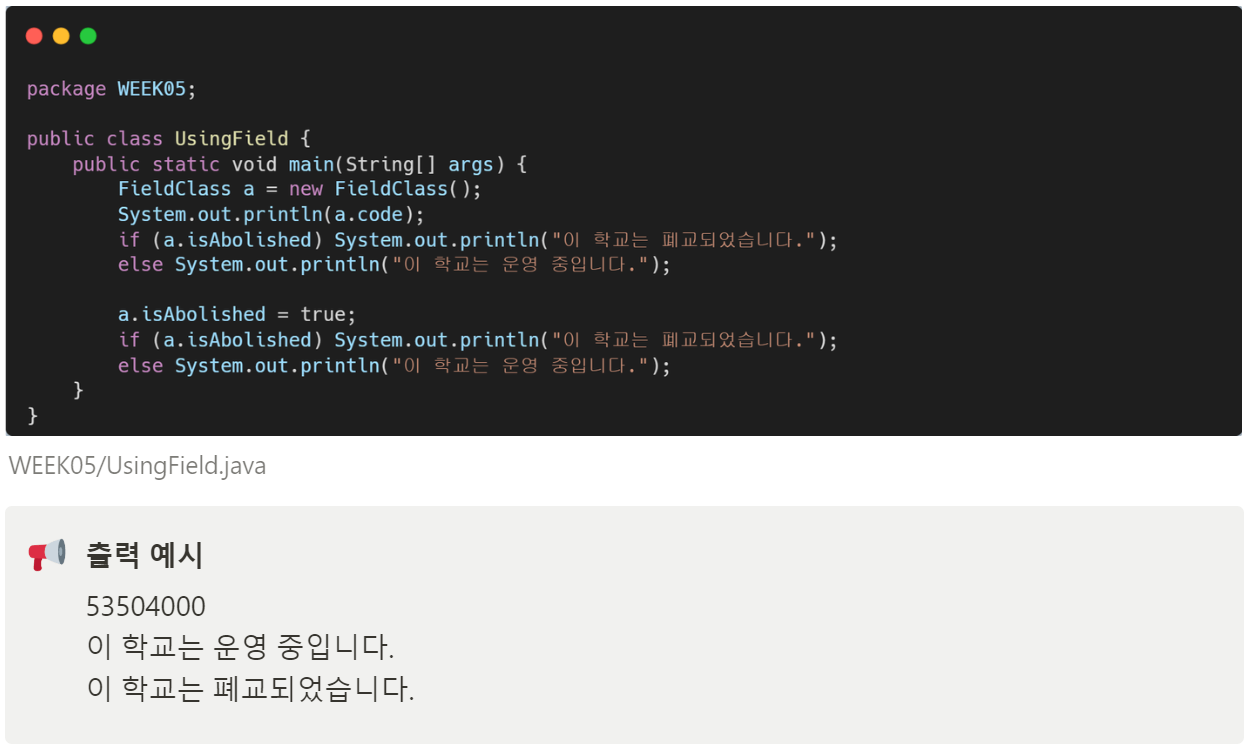 package WEEK05;

public class UsingField {
    public static void main(String[] args) {
        FieldClass a = new FieldClass();
        System.out.println(a.code);
        if (a.isAbolished) System.out.println("이 학교는 폐교되었습니다.");
        else System.out.println("이 학교는 운영 중입니다.");

        a.isAbolished = true;
        if (a.isAbolished) System.out.println("이 학교는 폐교되었습니다.");
        else System.out.println("이 학교는 운영 중입니다.");
    }
}
WEEK05/UsingField.java
출력 예시
53504000
이 학교는 운영 중입니다.
이 학교는 폐교되었습니다.